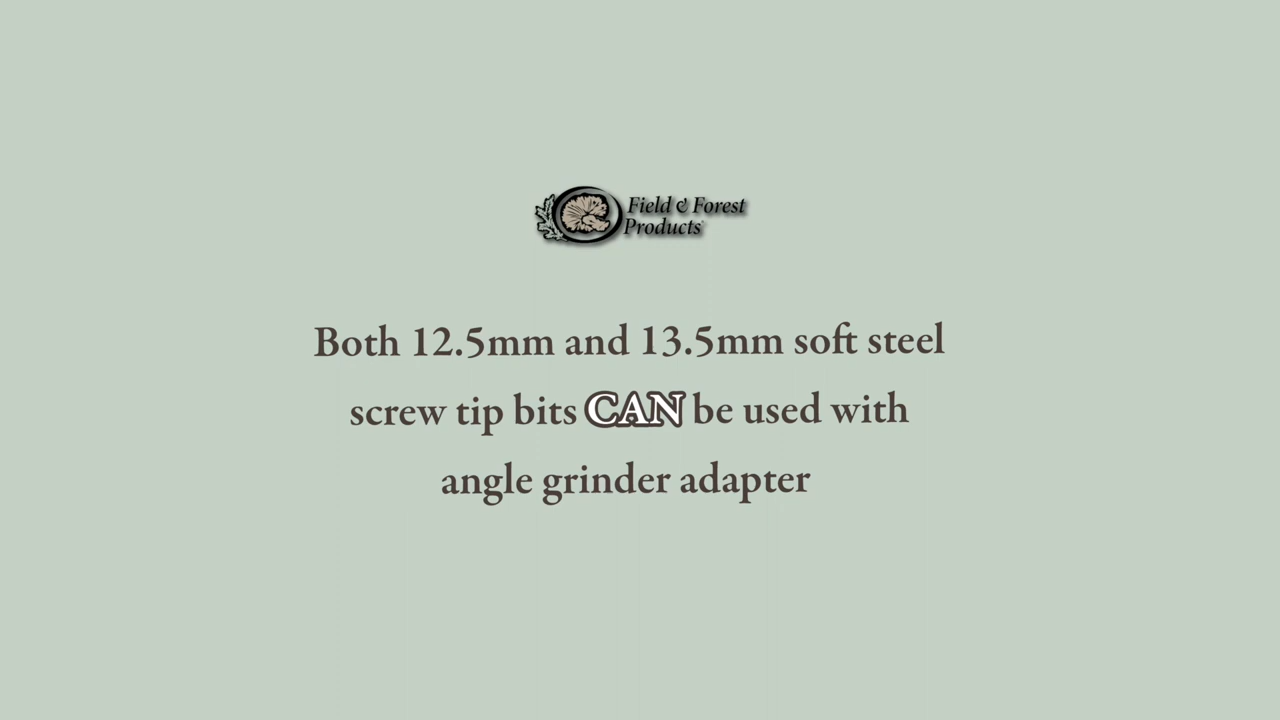 Field & Forest
Products
Both 12.5mm and 13.5mm soft steel
screw tip bits CAN be used with
angle grinder adapter